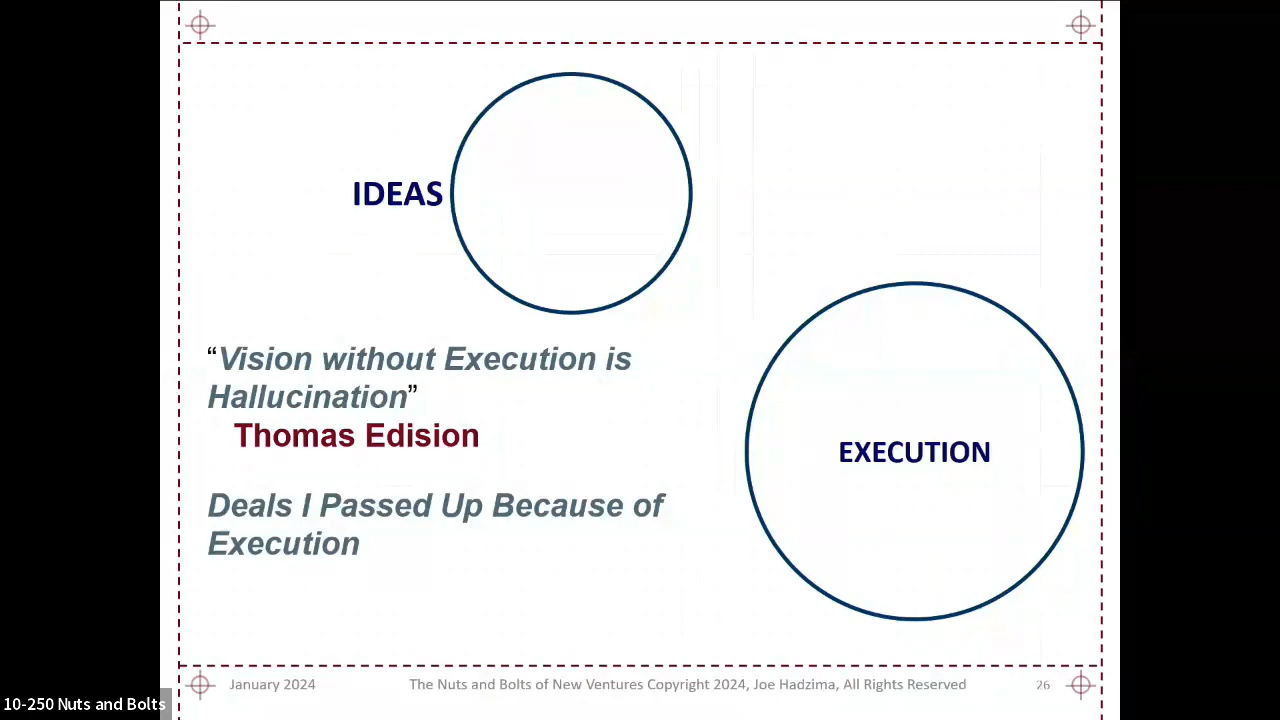 IDEAS
“Vision without Execution is
Hallucination”
Thomas Edision
EXECUTION
Deals I Passed Up Because of
Execution
January 2024
The Nuts and Bolts of New Ventures Copyright 2024, Joe Hadzima, All Rights Reserved
26
10-250 Nuts and Bolts